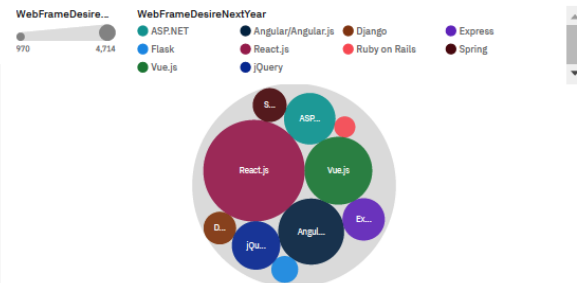 WebFrameDesire... WebFrameDesireNextYear
ASP.NET Angular/Angular.js Django Express
970 4,714
Flask React.js Ruby on Rails Spring
Vue.js jQuery
S...
ASP...
React.js Vue.js
Ex...
D... Angul...
jQu...